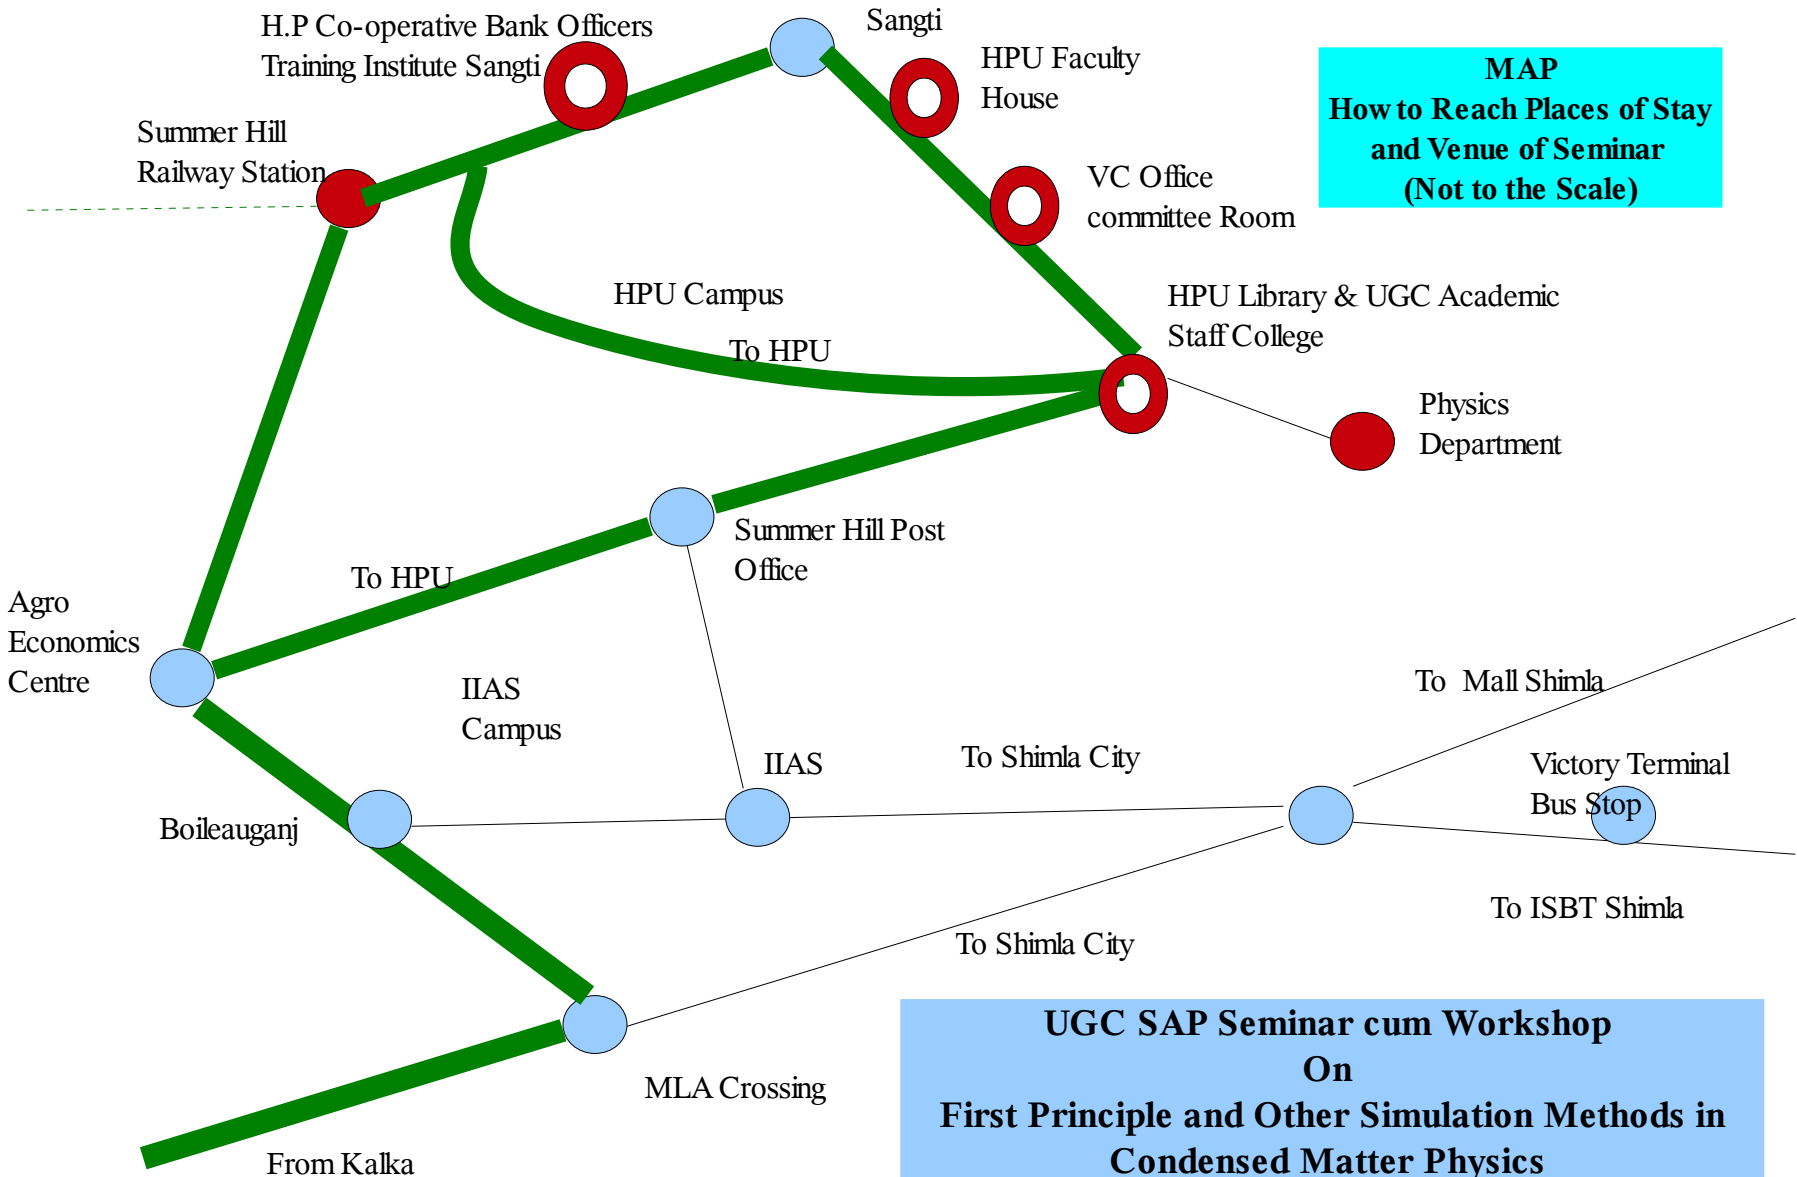 H.P Co-operative Bank Officers
Training Institute Sangti
Sangti
HPU Faculty
House
MAP
How to Reach Places of Stay
and Venue of Seminar
(Not to the Scale)
Summer Hill
Railway Station
VC Office
committee Room
HPU Campus
To HPU
HPU Library & UGC Academic
Staff College
Physics
Department
Summer Hill Post
Office
To HPU
Agro
Economics
Centre
IIAS
Campus
IIAS
To Shimla City
To Mall Shimla
Victory Terminal
Bus Stop
Boileauganj
To ISBT Shimla
To Shimla City
MLA Crossing
From Kalka
UGC SAP Seminar cum Workshop
On
First Principle and Other Simulation Methods in
Condensed Matter Physics